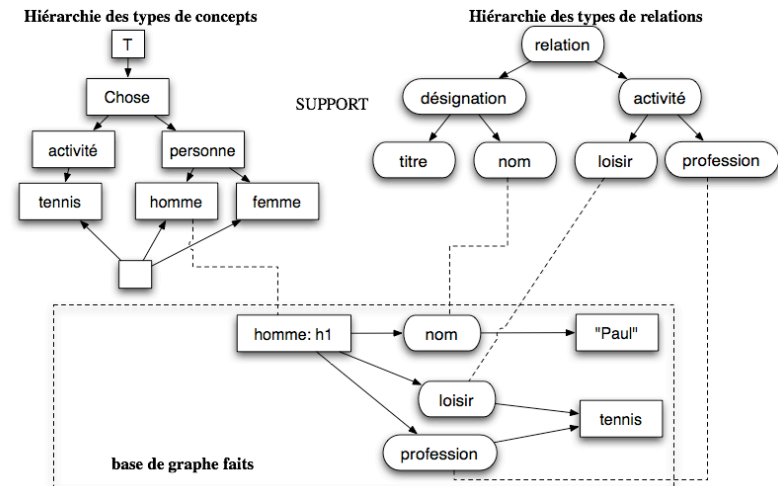 Hiérarchie des types de concepts
Hiérarchie des types de relations
T
relation
Chose
SUPPORT
désignation
activité
activité
personne
titre
nom
loisir
profession
tennis
homme
femme
homme: h1
nom
"Paul"
loisir
tennis
profession
base de graphe faits